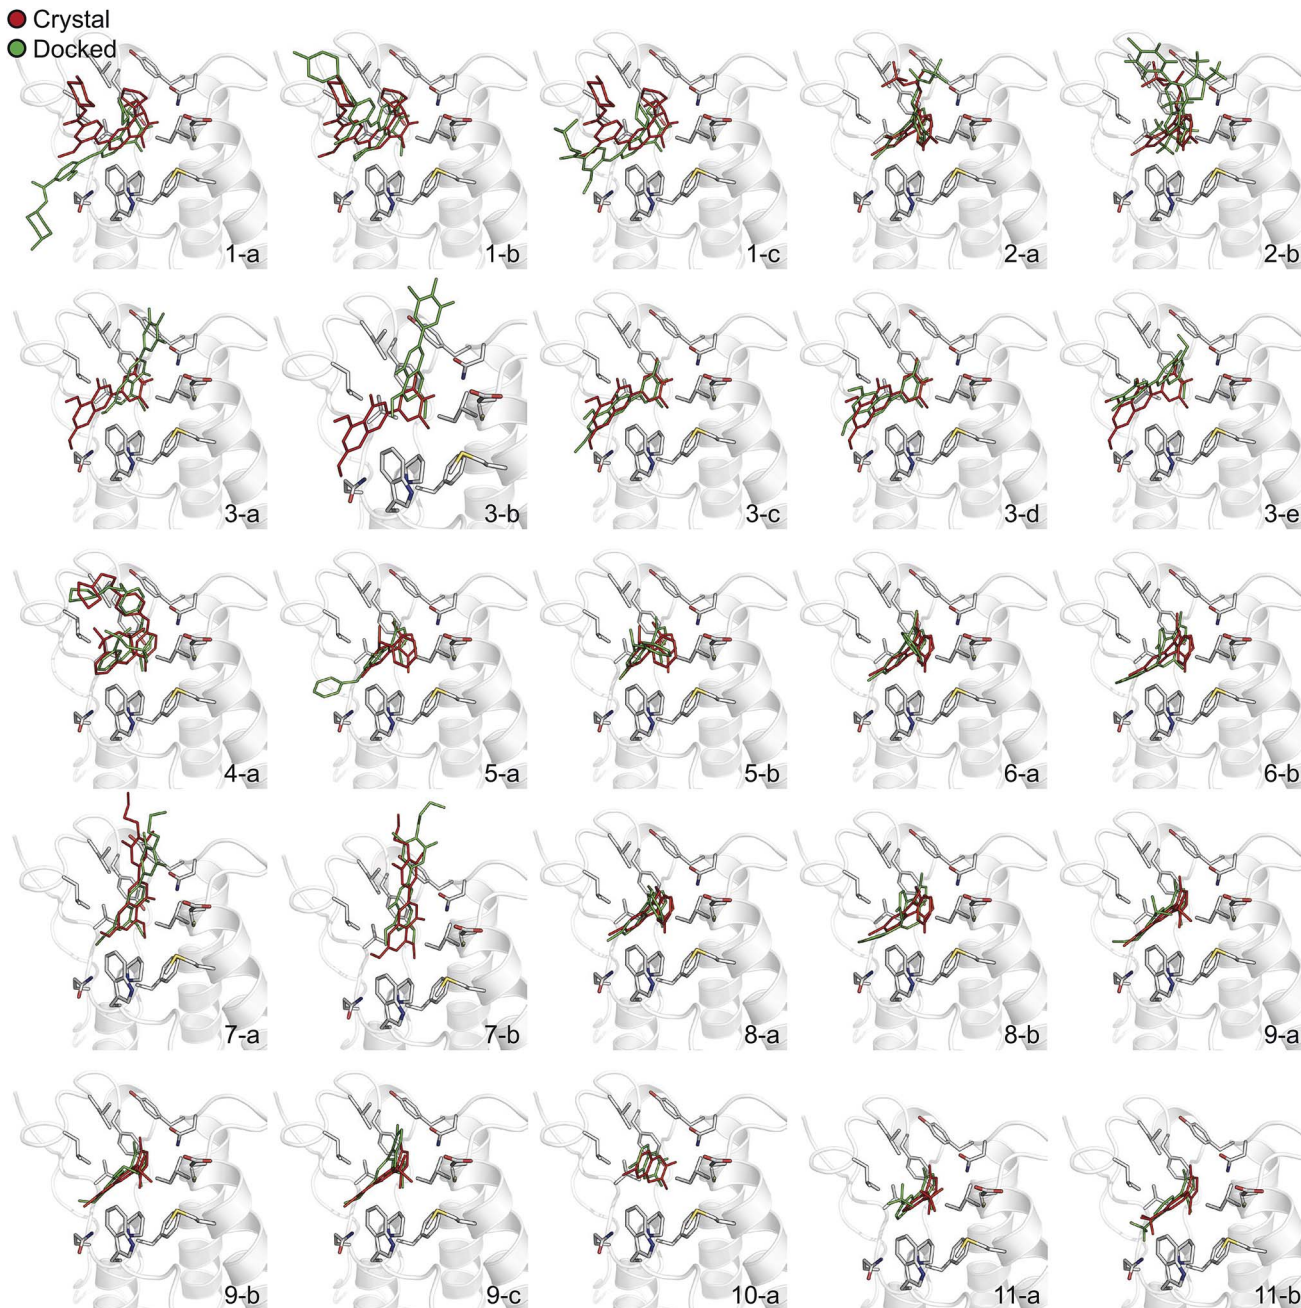 Crystal
Docked
1-a
1-b
1-c
2-a
2-b
3-a
3-b
3-c
3-d
3-e
4-a
5-a
5-b
6-a
6-b
7-a
7-b
8-a
8-b
9-a
9-b
9-c
10-a
11-a
11-b